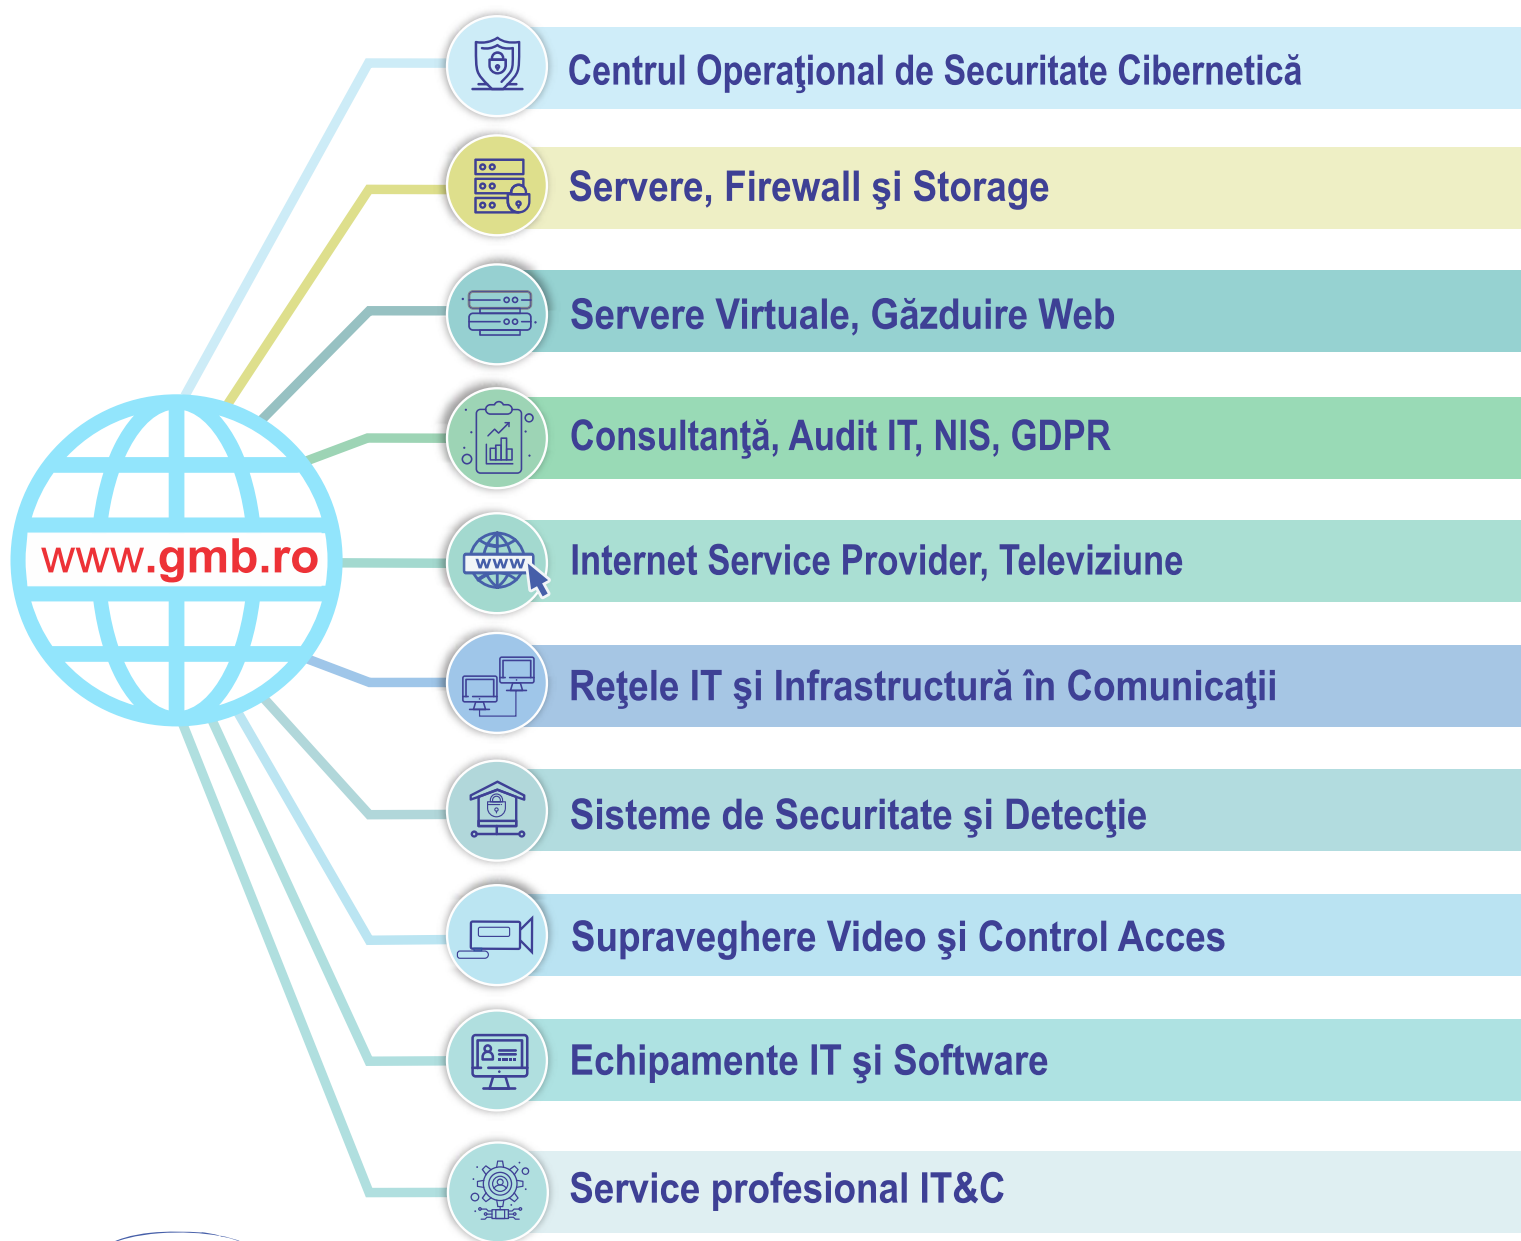 Centrul Operaţional de Securitate Cibernetică
Servere, Firewall şi Storage
Servere Virtuale, Găzduire Web
Consultanţă, Audit IT, NIS, GDPR
www.gmb.ro
www
Internet Service Provider, Televiziune
Reţele IT şi Infrastructură în Comunicaţii
Sisteme de Securitate şi Detecţie
Supraveghere Video şi Control Acces
Echipamente IT şi Software
Service profesional IT&C